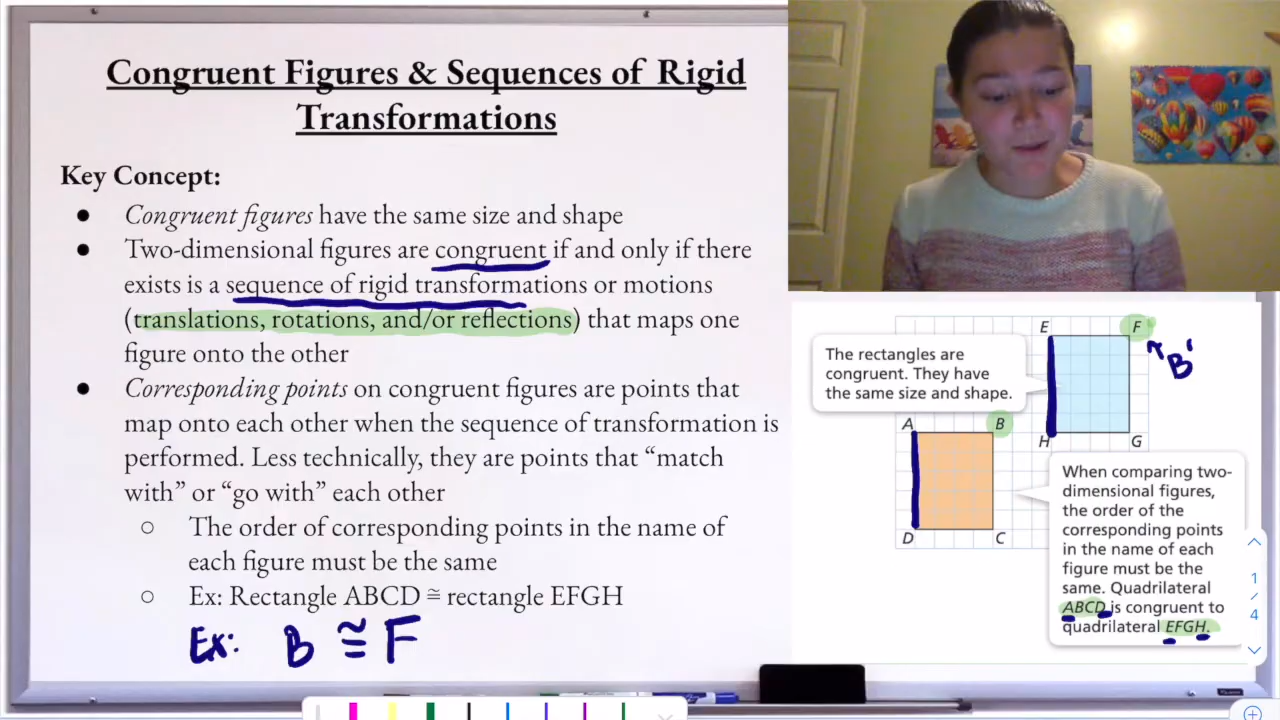 Congruent Figures & Sequences of Rigid
Transformations
Key Concept:
● Congruent figures have the same size and shape
● Two-dimensional figures are congruent if and only if there
exists is a sequence of rigid transformations or motions
(translations, rotations, and/or reflections) that maps one
figure onto the other
● Corresponding points on congruent figures are points that
map onto each other when the sequence of transformation is
performed. Less technically, they are points that “match
with” or “go with” each other
○ The order of corresponding points in the name of
each figure must be the same
○ Ex: Rectangle ABCD ≅ rectangle EFGH
Ex: B ≅ F
The rectangles are
congruent. They have
the same size and shape.
E F
B'
H G
A B
D C
When comparing two-
dimensional figures,
the order of the
corresponding points
in the name of each
figure must be the
same. Quadrilateral
ABCD is congruent to
quadrilateral EFGH.
1
/
4